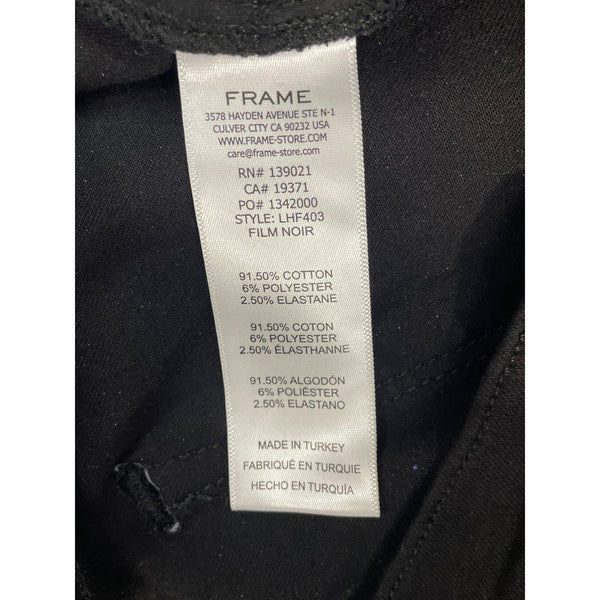 FRAME
3578 HAYDEN AVENUE STE N-1
CULVER CITY CA 90232 USA
WWW.FRAME-STORE.COM
care@frame-store.com
RN# 139021
CA# 19371
PO# 1342000
STYLE: LHF403
FILM NOIR
91.50% COTTON
6% POLYESTER
2.50% ELASTANE
91.50% COTON
6% POLYESTER
2.50% ÉLASTHANNE
91.50% ALGODÓN
6% POLIÉSTER
2.50% ELASTANO
MADE IN TURKEY
FABRIQUÉ EN TURQUIE
HECHO EN TURQUÍA